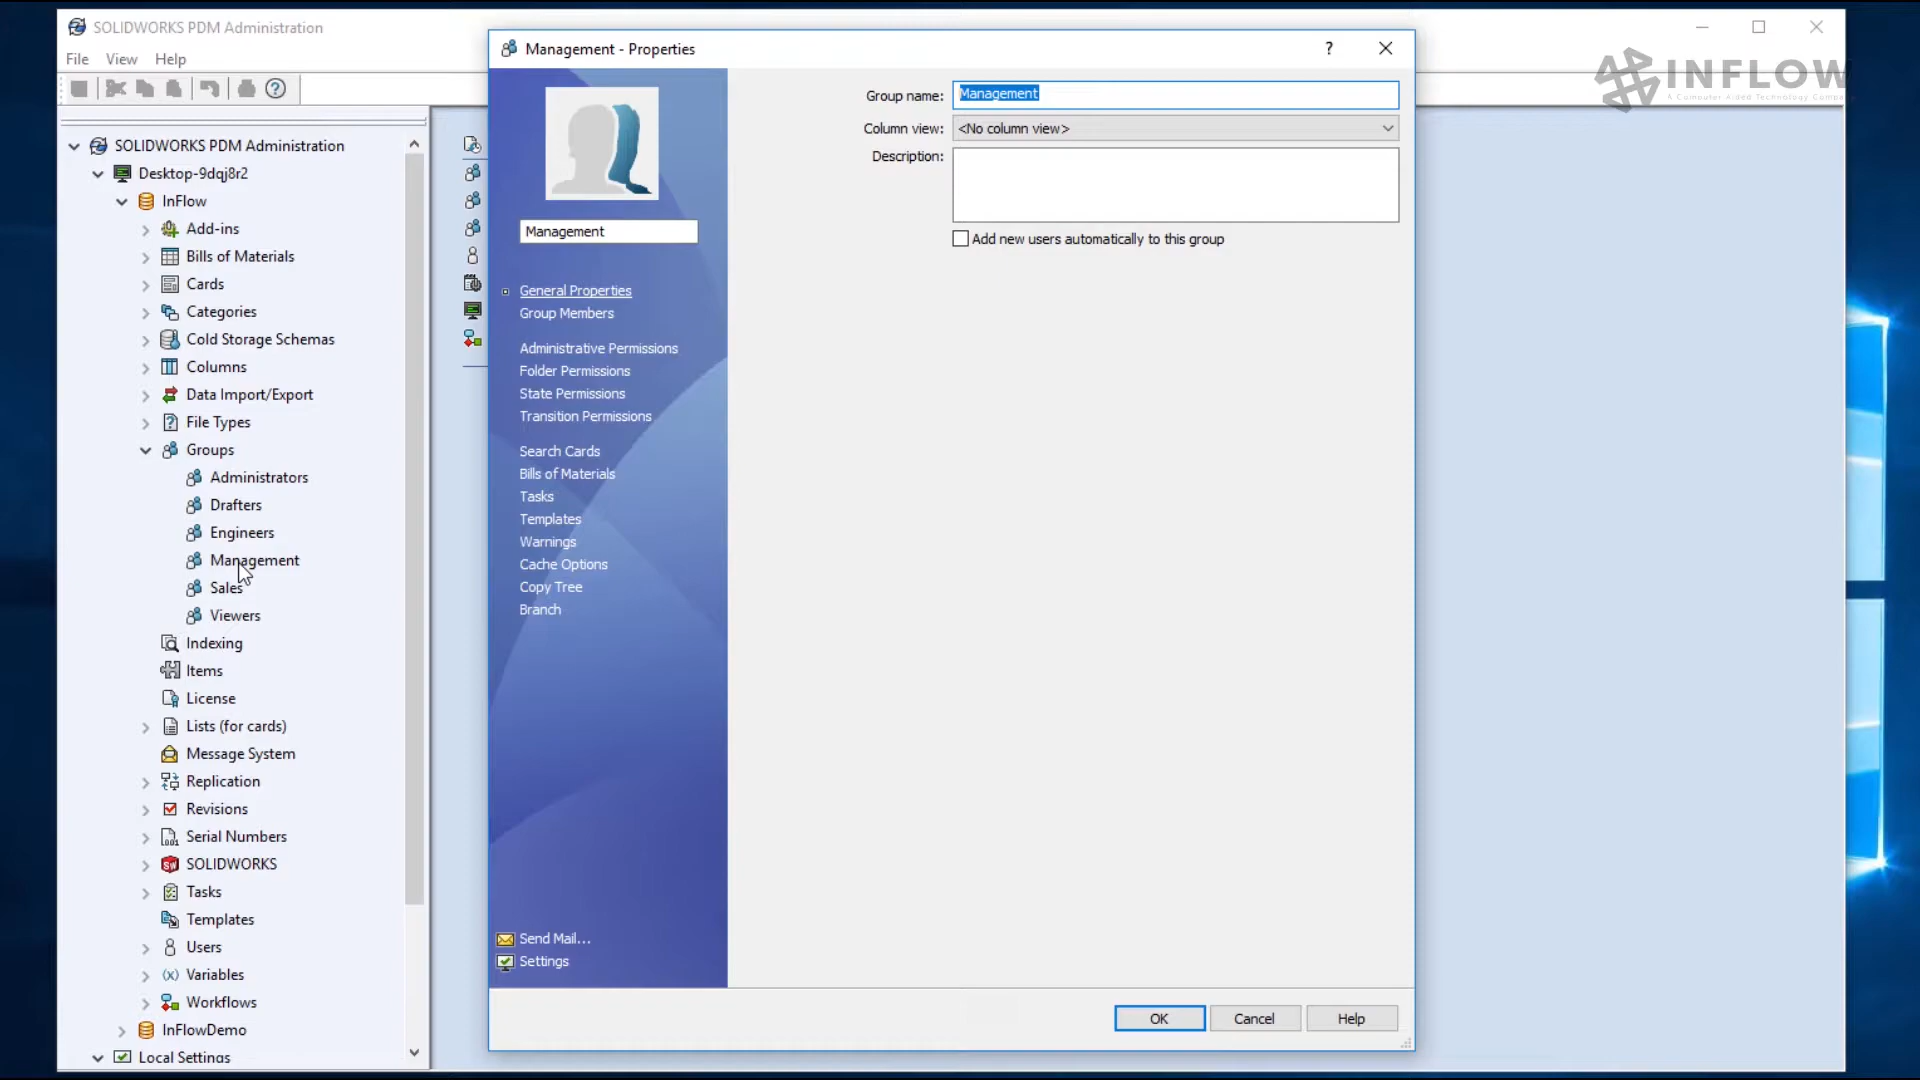 SOLIDWORKS PDM Administration
File View Help
SOLIDWORKS PDM Administration
Desktop-9dqj8r2
InFlow
Add-ins
Bills of Materials
Cards
Categories
Cold Storage Schemas
Columns
Data Import/Export
File Types
Groups
Administrators
Drafters
Engineers
Management
Sales
Viewers
Indexing
Items
License
Lists (for cards)
Message System
Replication
Revisions
Serial Numbers
SOLIDWORKS
Tasks
Templates
Users
Variables
Workflows
InFlowDemo
Local Settings
Management - Properties
Management
General Properties
Group Members
Administrative Permissions
Folder Permissions
State Permissions
Transition Permissions
Search Cards
Bills of Materials
Tasks
Templates
Warnings
Cache Options
Copy Tree
Branch
Send Mail...
Settings
Group name: Management
Column view: <No column view>
Description:
Add new users automatically to this group
OK Cancel Help
INFLOW
A Computer Aided Technology Company